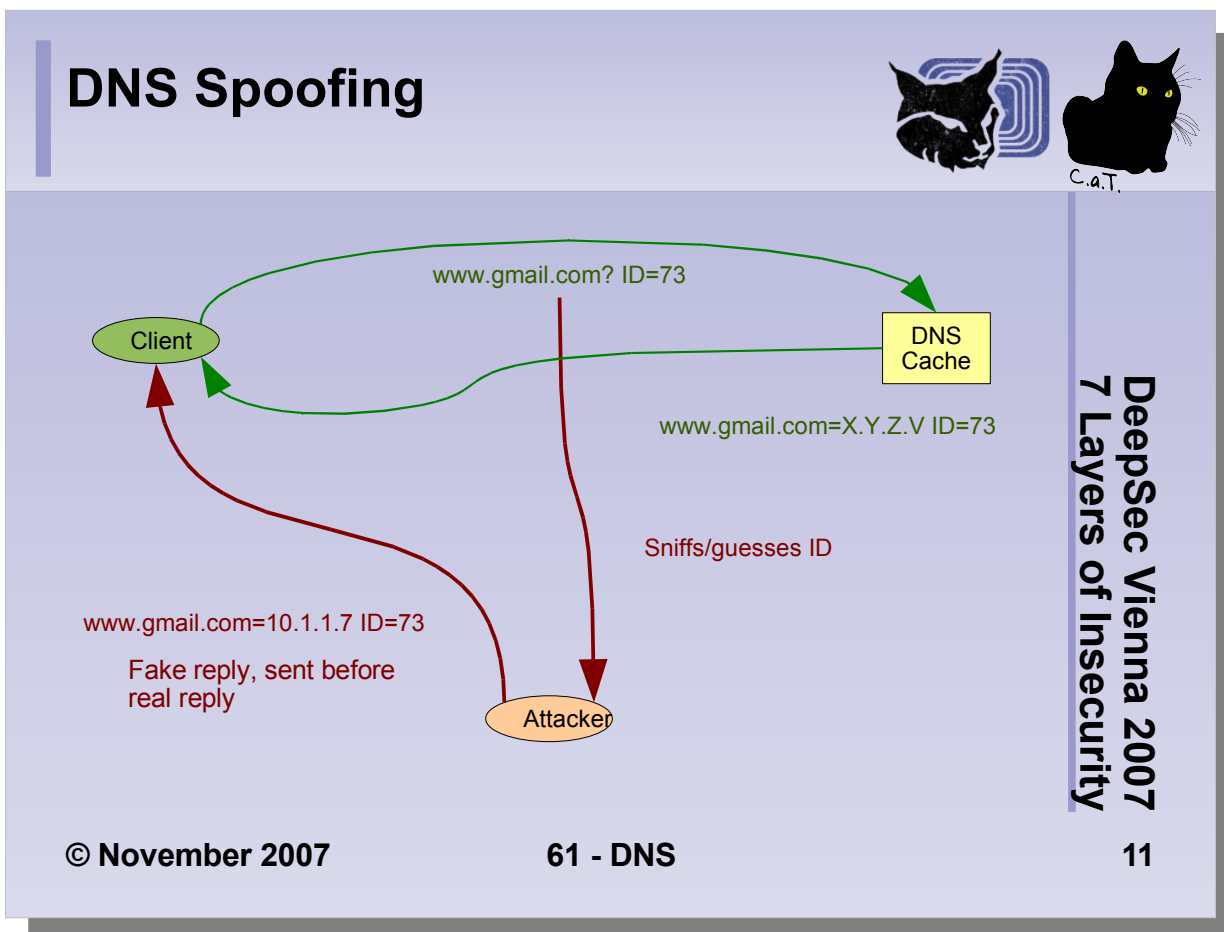 DNS Spoofing
C.a.T.
www.gmail.com? ID=73
Client
DNS
Cache
www.gmail.com=X.Y.Z.V ID=73
Sniffs/guesses ID
www.gmail.com=10.1.1.7 ID=73
Fake reply, sent before
real reply
Attacker
DeepSec Vienna 2007
7 Layers of Insecurity
© November 2007
61 - DNS
11